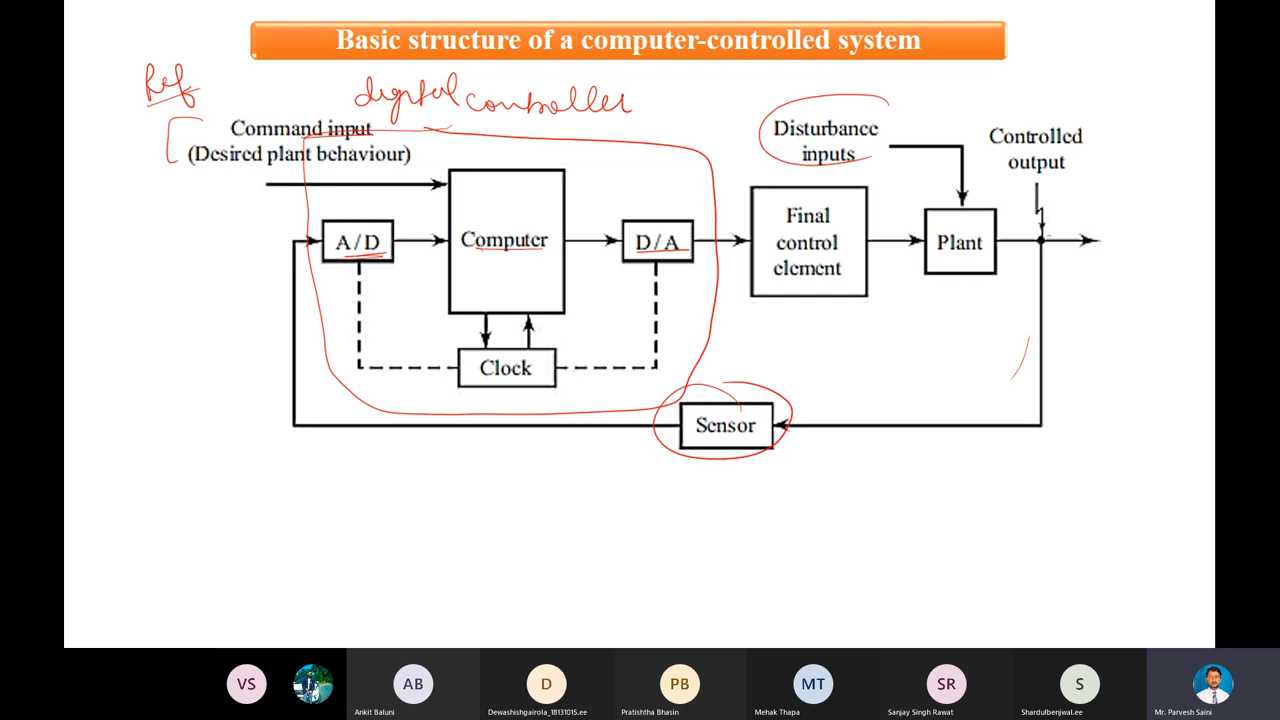 Basic structure of a computer-controlled system
Ref
digital controller
Command input
(Desired plant behaviour)
Disturbance
inputs
Controlled
output
A/D
Computer
D/A
Final
control
element
Plant
Clock
Sensor
VS
AB
D
PB
MT
SR
S
Ankit Baluni
Dewashishgairola_18131015.ee
Pratishtha Bhasin
Mehak Thapa
Sanjay Singh Rawat
Shardulbenjwal.ee
Mr. Parvesh Saini